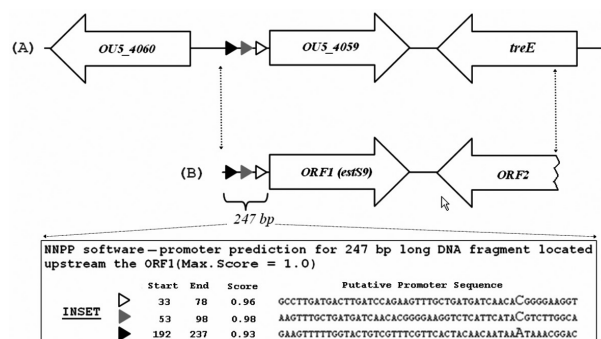 (A) OU5_4060 OU5_4059 treE
(B) ORF1 (estS9) ORF2
247 bp
NNPP software—promoter prediction for 247 bp long DNA fragment located
upstream the ORF1(Max.Score = 1.0)
Start End Score Putative Promoter Sequence
33 78 0.96 GCCTTGATGACTTGATCCAGAAGTTTGCTGATGATCAACACGGGGAAGGT
INSET 53 98 0.98 AAGTTTGCTGATGATCAACACGGGGAAGGTCTCATTCATACGTCTTGGCA
192 237 0.93 GAAGTTTTTGGTACTGTCGTTTCGTTCACTACAACAATAAATAAACGGAC